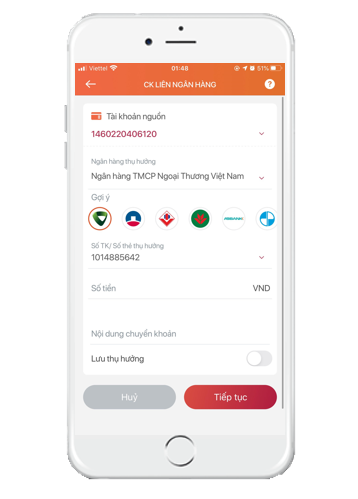 Viettel 01:48 51%
CK LIÊN NGÂN HÀNG ?
Tài khoản nguồn
1460220406120
Ngân hàng thụ hưởng
Ngân hàng TMCP Ngoại Thương Việt Nam
Gợi ý
Số TK/ Số thẻ thụ hưởng
1014885642
Số tiền VND
Nội dung chuyển khoản
Lưu thụ hưởng
Huỷ Tiếp tục